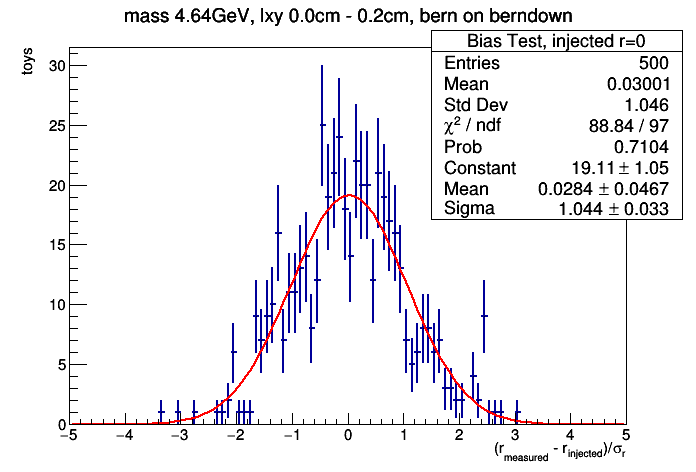 mass 4.64GeV, lxy 0.0cm - 0.2cm, bern on berndown
Bias Test, injected r=0
Entries 500
Mean 0.03001
Std Dev 1.046
χ² / ndf 88.84 / 97
Prob 0.7104
Constant 19.11 ± 1.05
Mean 0.0284 ± 0.0467
Sigma 1.044 ± 0.033
toys
30
25
20
15
10
5
0
−5 −4 −3 −2 −1 0 1 2 3 4 5
(r_measured - r_injected)/σ_r